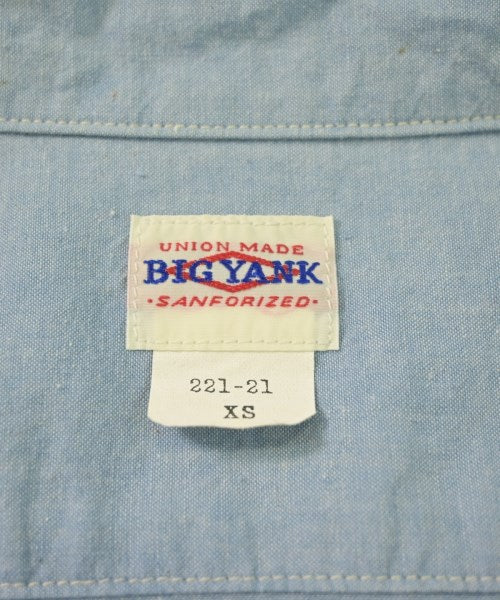 UNION MADE
BIG YANK
·SANFORIZED·
221-21
XS